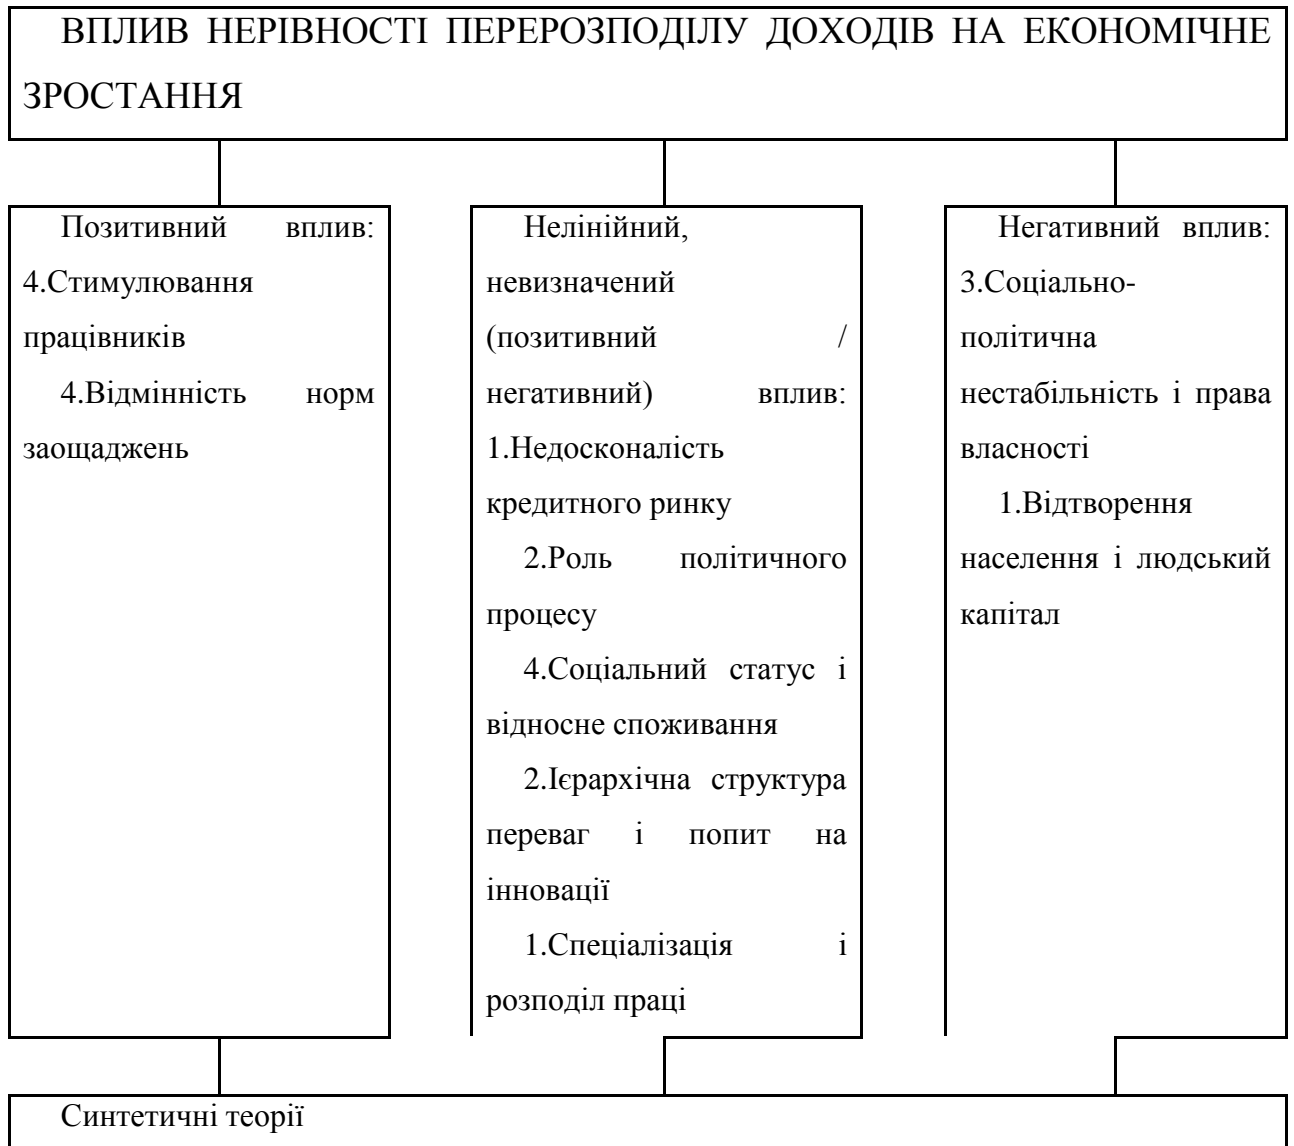 ВПЛИВ НЕРІВНОСТІ ПЕРЕРОЗПОДІЛУ ДОХОДІВ НА ЕКОНОМІЧНЕ
ЗРОСТАННЯ
Позитивний вплив:
4.Стимулювання
працівників
4.Відмінність норм
заощаджень
Нелінійний,
невизначений
(позитивний /
негативний) вплив:
1.Недосконалість
кредитного ринку
2.Роль політичного
процесу
4.Соціальний статус і
відносне споживання
2.Ієрархічна структура
переваг і попит на
інновації
1.Спеціалізація і
розподіл праці
Негативний вплив:
3.Соціально-
політична
нестабільність і права
власності
1.Відтворення
населення і людський
капітал
Синтетичні теорії